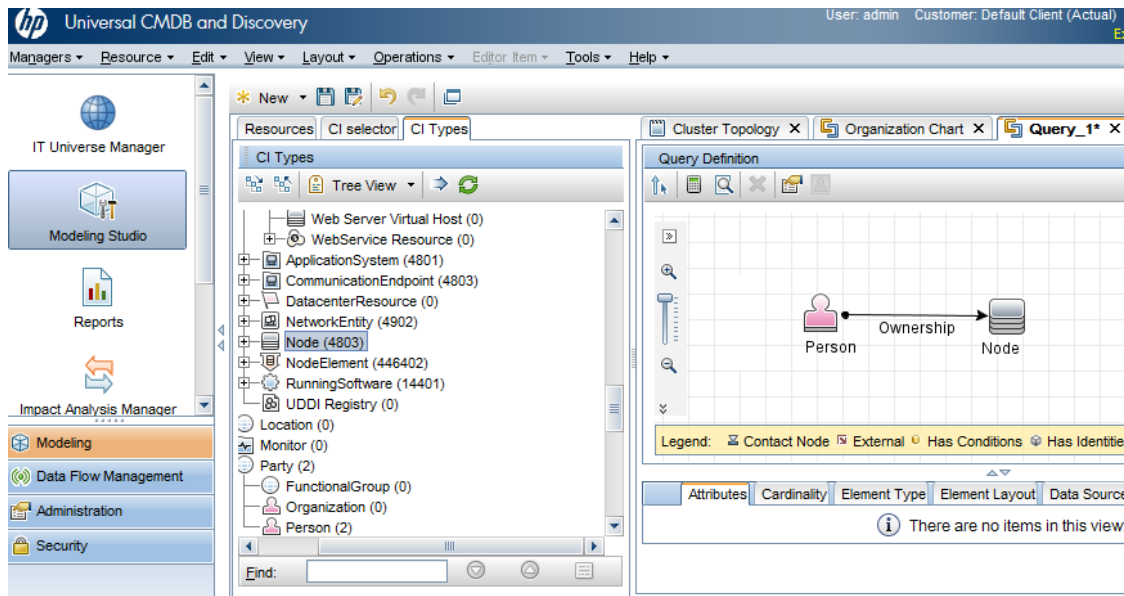 hp Universal CMDB and Discovery
User: admin Customer: Default Client (Actual)
Managers Resource Edit View Layout Operations Editor Item Tools Help
New
Resources CI selector CI Types
Cluster Topology X Organization Chart X Query_1* X
IT Universe Manager
Modeling Studio
Reports
Impact Analysis Manager
Modeling
Data Flow Management
Administration
Security
CI Types
Tree View
Web Server Virtual Host (0)
WebService Resource (0)
ApplicationSystem (4801)
CommunicationEndpoint (4803)
DatacenterResource (0)
NetworkEntity (4902)
Node (4803)
NodeElement (446402)
RunningSoftware (14401)
UDDI Registry (0)
Location (0)
Monitor (0)
Party (2)
FunctionalGroup (0)
Organization (0)
Person (2)
Find:
Query Definition
Ownership
Person
Node
Legend: Contact Node External Has Conditions Has Identitie
Attributes Cardinality Element Type Element Layout Data Source
There are no items in this view